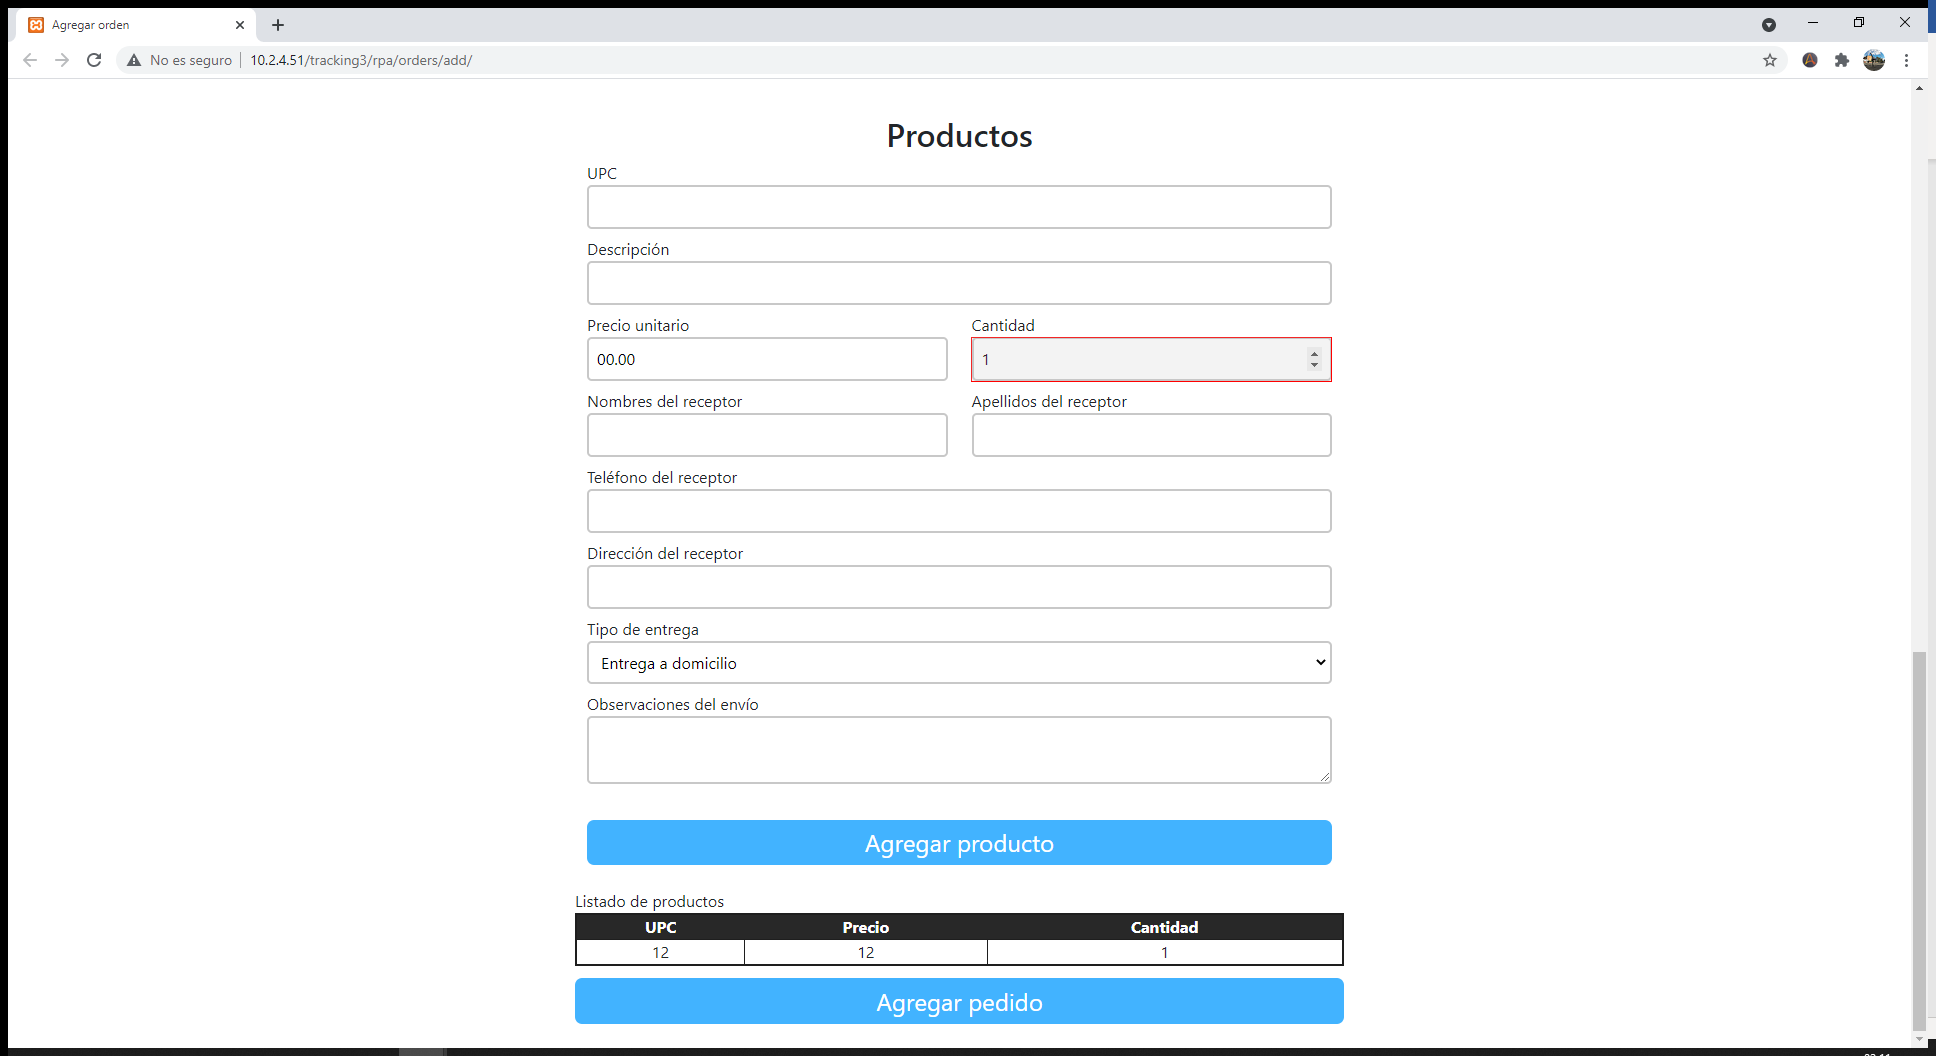 Agregar orden
No es seguro 10.2.4.51/tracking3/rpa/orders/add/
Productos
UPC
Descripción
Precio unitario Cantidad
00.00 1
Nombres del receptor Apellidos del receptor
Teléfono del receptor
Dirección del receptor
Tipo de entrega
Entrega a domicilio
Observaciones del envío
Agregar producto
Listado de productos
UPC Precio Cantidad
12 12 1
Agregar pedido